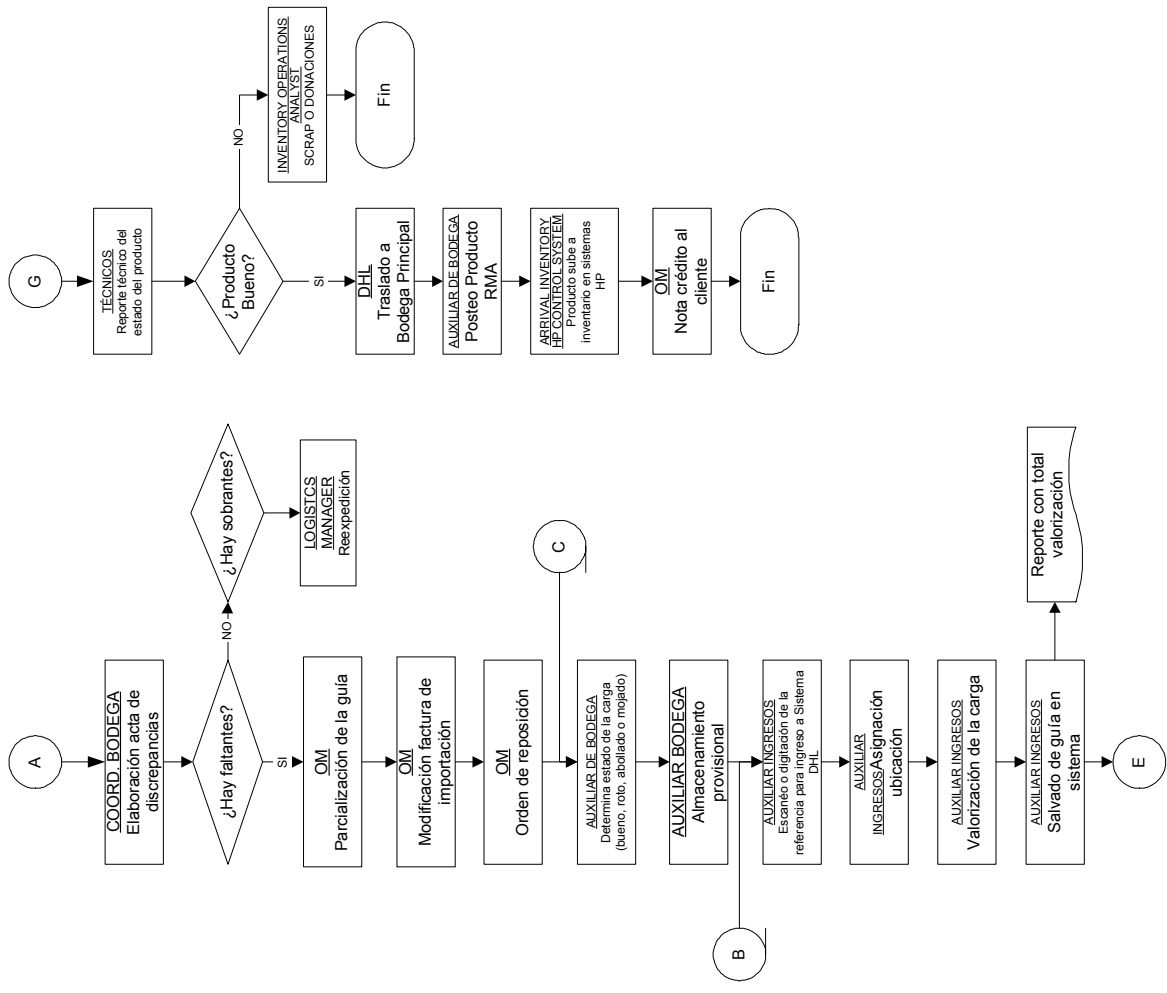 A
COORD. BODEGA
Elaboración acta de
discrepancias
¿Hay faltantes?
NO
¿Hay sobrantes?
LOGISTCS
MANAGER
Reexpedición
SI
OM
Parcialización de la guía
OM
Modificación factura de
importación
OM
Orden de reposición
C
AUXILIAR DE BODEGA
Determina estado de la carga
(bueno, roto, abollado o mojado)
AUXILIAR BODEGA
Almacenamiento
provisional
B
AUXILIAR INGRESOS
Escanéo o digitación de la
referencia para ingreso a Sistema
DHL
AUXILIAR
INGRESOSAsignación
ubicación
AUXILIAR INGRESOS
Valorización de la carga
AUXILIAR INGRESOS
Salvado de guía en
sistema
Reporte con total
valorización
E
G
TÉCNICOS
Reporte técnico del
estado del producto
¿Producto
Bueno?
NO
INVENTORY OPERATIONS
ANALYST
SCRAP O DONACIONES
Fin
SI
DHL
Traslado a
Bodega Principal
AUXILIAR DE BODEGA
Posteo Producto
RMA
ARRIVAL INVENTORY
HP CONTROL SYSTEM
Producto sube a
inventario en sistemas
HP
OM
Nota crédito al
cliente
Fin